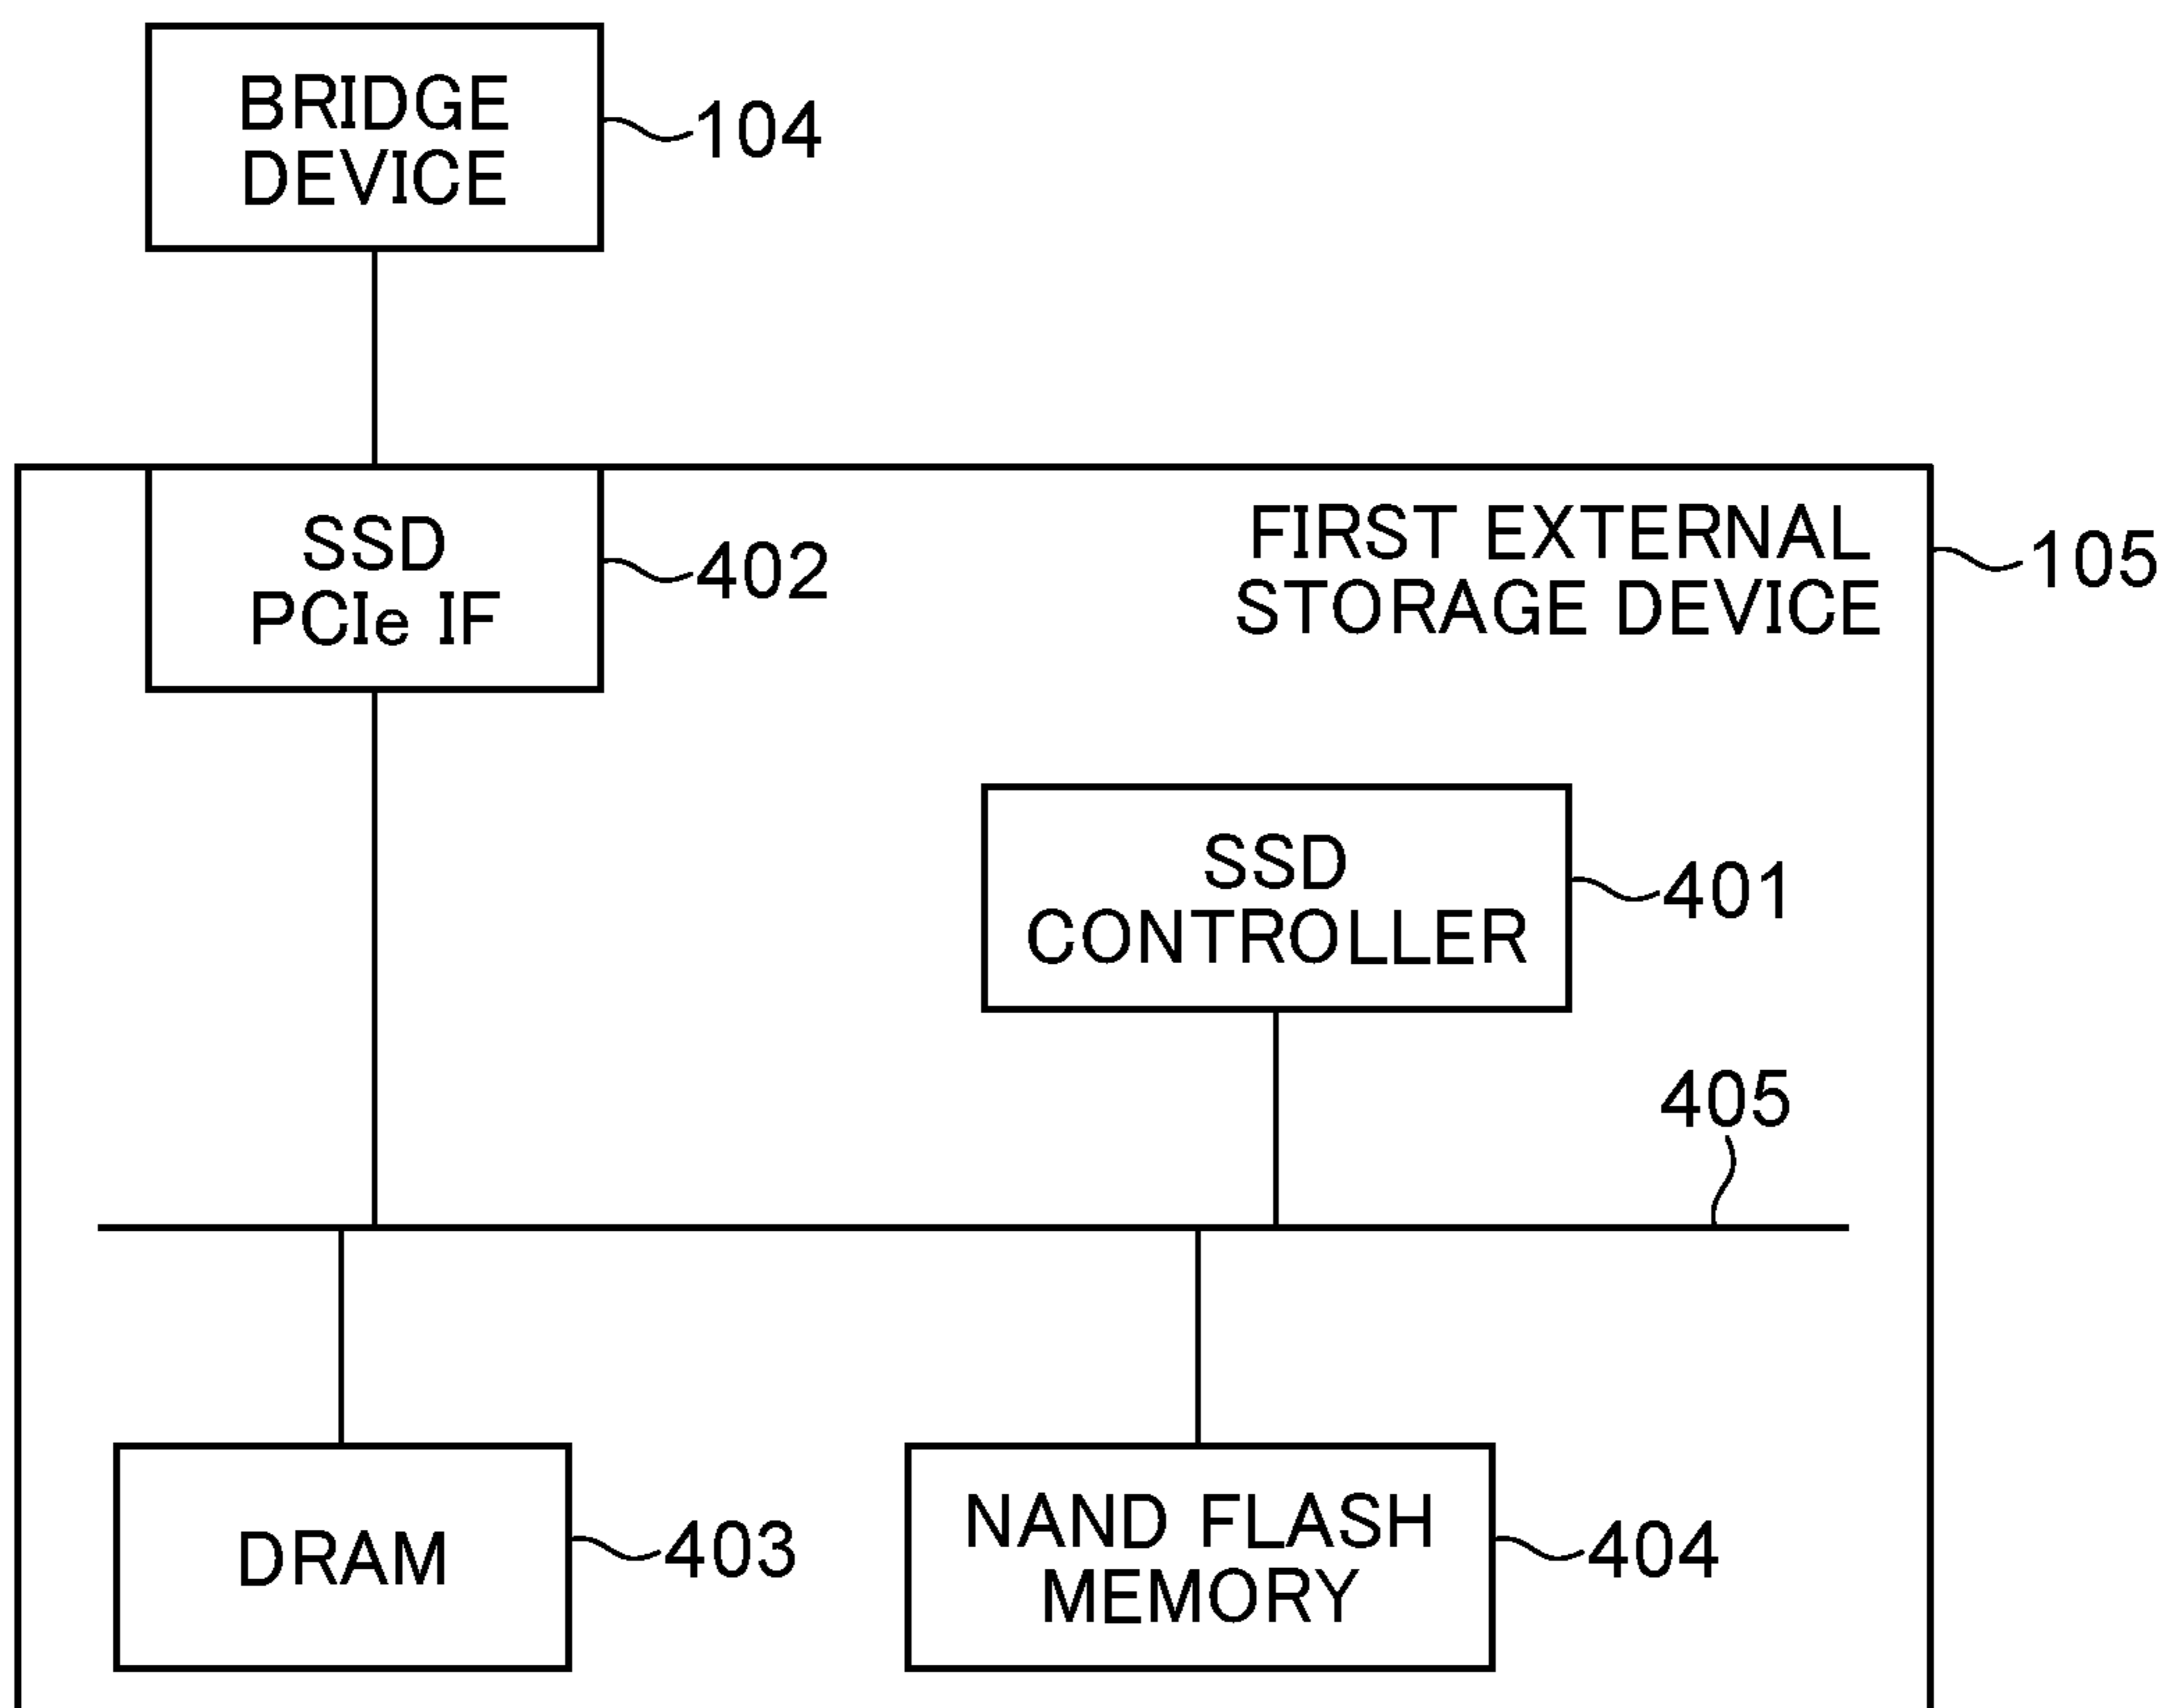 BRIDGE
DEVICE
104
SSD
PCIe IF
402
FIRST EXTERNAL
STORAGE DEVICE
105
SSD
CONTROLLER
401
405
DRAM
403
NAND FLASH
MEMORY
404